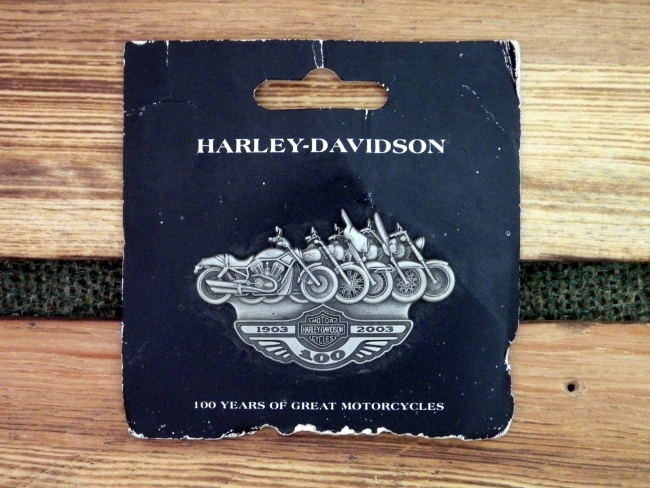 HARLEY-DAVIDSON
MOTOR
1903 HARLEY-DAVIDSON 2003
CYCLES
100
100 YEARS OF GREAT MOTORCYCLES